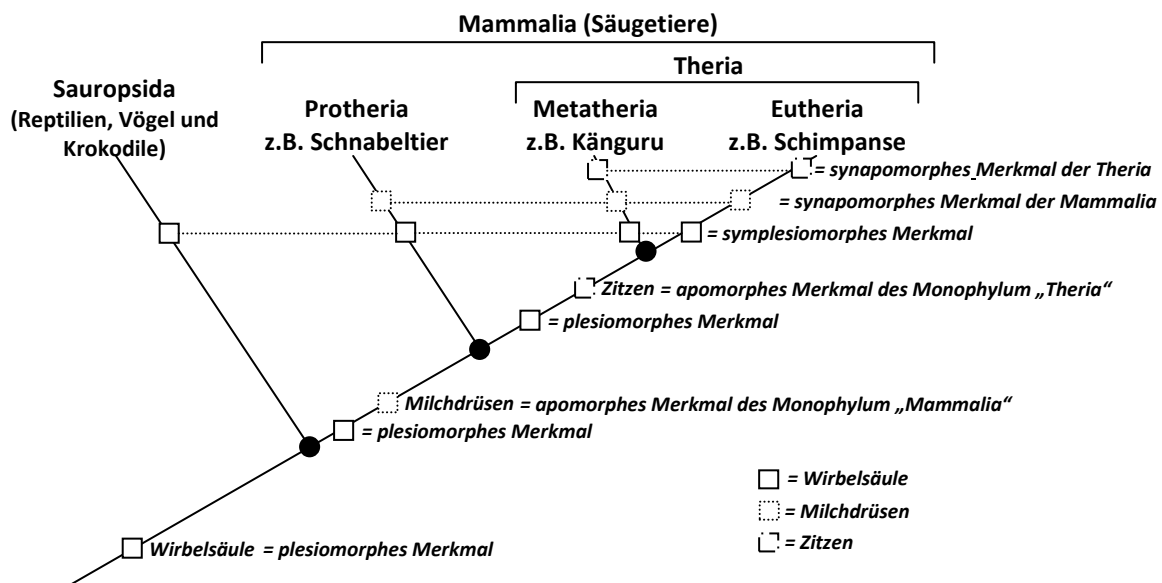 Mammalia (Säugetiere)
Theria
Sauropsida
(Reptilien, Vögel und
Krokodile)
Protheria
z.B. Schnabeltier
Metatheria
z.B. Känguru
Eutheria
z.B. Schimpanse
= synapomorphes Merkmal der Theria
= synapomorphes Merkmal der Mammalia
= symplesiomorphes Merkmal
Zitzen = apomorphes Merkmal des Monophylum „Theria“
= plesiomorphes Merkmal
Milchdrüsen = apomorphes Merkmal des Monophylum „Mammalia“
= plesiomorphes Merkmal
Wirbelsäule = plesiomorphes Merkmal
= Wirbelsäule
= Milchdrüsen
= Zitzen